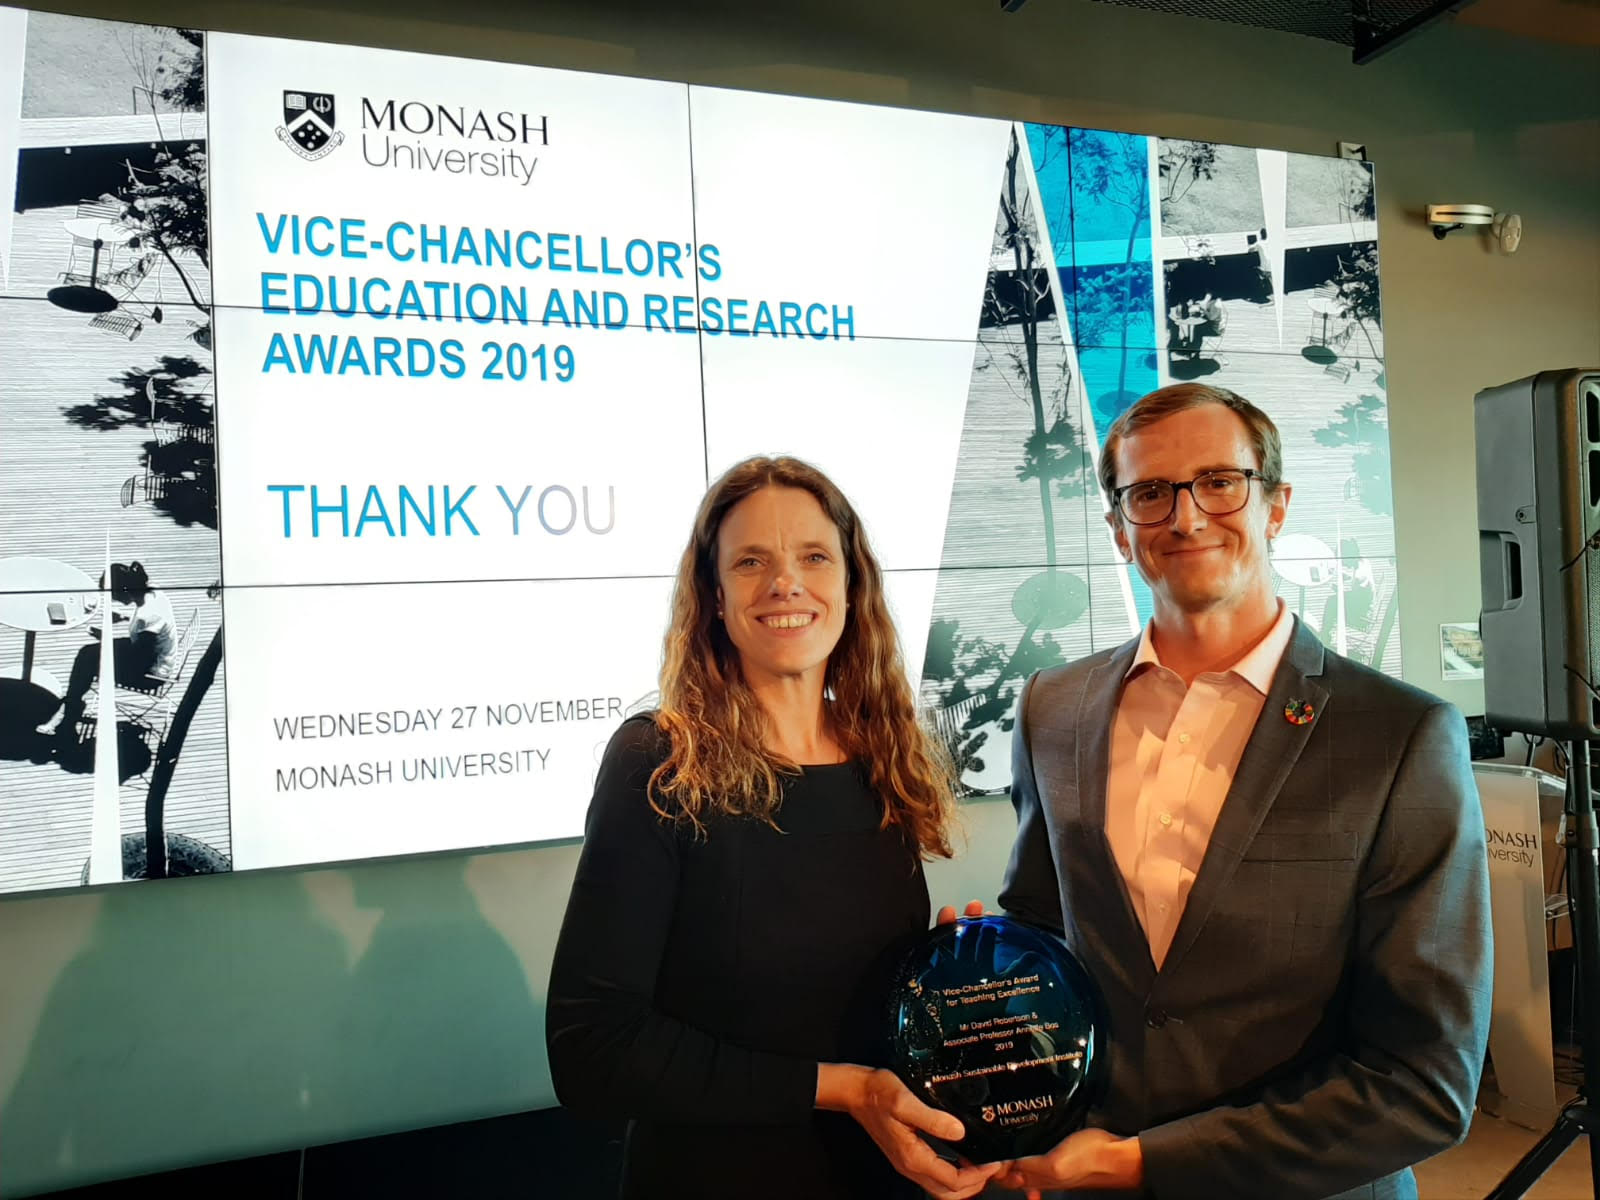 MONASH
University
VICE-CHANCELLOR'S
EDUCATION AND RESEARCH
AWARDS 2019
THANK YOU
WEDNESDAY 27 NOVEMBER
MONASH UNIVERSITY
Vice-Chancellor's Award
for Teaching Excellence
Mr David Robertson &
Associate Professor Annette Bos
2019
Monash Sustainable Development Institute
MONASH
University
ONASH
iversity